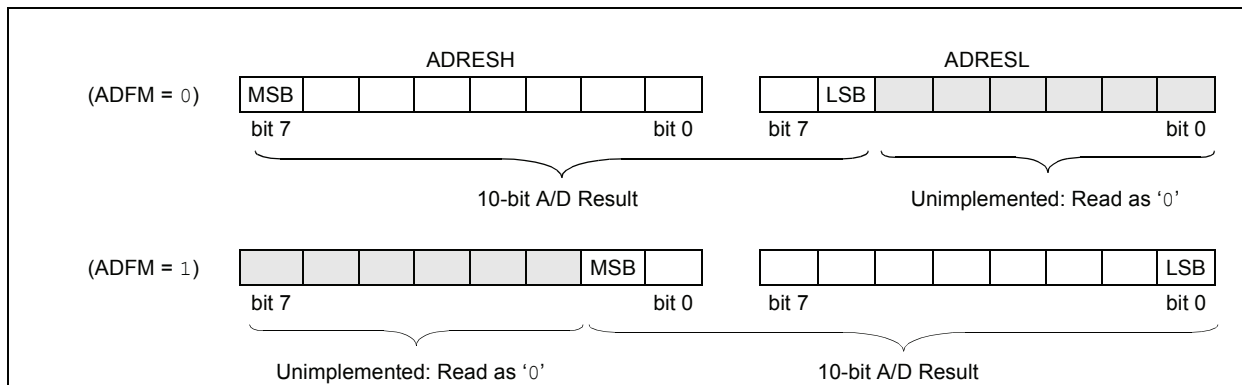 ADRESH ADRESL
(ADFM = 0) MSB LSB
bit 7 bit 0 bit 7 bit 0
10-bit A/D Result Unimplemented: Read as ‘0’
(ADFM = 1) MSB LSB
bit 7 bit 0 bit 7 bit 0
Unimplemented: Read as ‘0’ 10-bit A/D Result